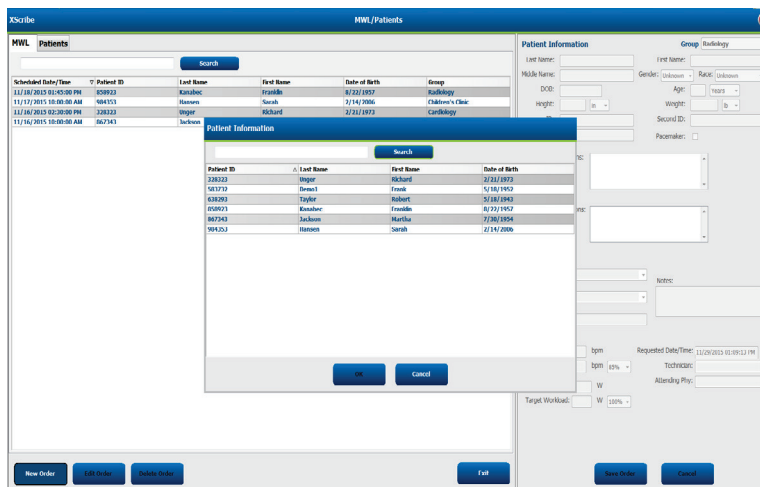 XScribe MWL/Patients
MWL Patients
Search
Scheduled Date/Time Patient ID Last Name First Name Date of Birth Group
11/18/2015 01:45:00 PM 858923 Kanabec Franklin 8/22/1957 Radiology
11/17/2015 10:00:00 AM 984353 Hansen Sarah 2/14/2006 Children's Clinic
11/16/2015 02:30:00 PM 328323 Unger Richard 2/21/1973 Cardiology
11/16/2015 10:00:00 AM 867343 Jackson
Patient Information
Search
Patient ID Last Name First Name Date of Birth
328323 Unger Richard 2/21/1973
583732 Demo1 Frank 5/18/1952
638293 Taylor Robert 5/18/1943
858923 Kanabec Franklin 8/22/1957
867343 Jackson Martha 7/30/1954
984353 Hansen Sarah 2/14/2006
OK Cancel
Patient Information Group Radiology
Last Name: First Name:
Middle Name: Gender: Unknown Race: Unknown
DOB: Age: Years
Height: in Weight: lb
Second ID:
Pacemaker:
ns:
ons:
Notes:
bpm Requested Date/Time: 11/29/2015 01:09:13 PM
bpm 85% Technician:
W Attending Phy:
Target Workload: W 100%
New Order Edit Order Delete Order Exit Save Order Cancel